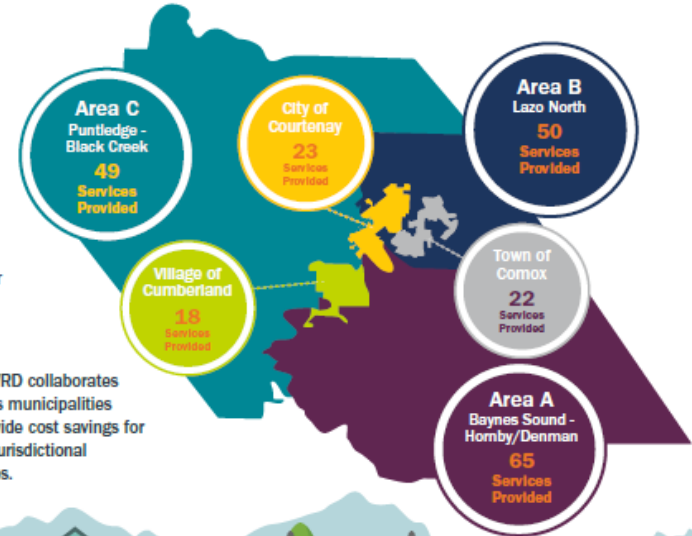 Area C
Puntledge -
Black Creek
49
Services
Provided
City of
Courtenay
23
Services
Provided
Area B
Lazo North
50
Services
Provided
Village of
Cumberland
18
Services
Provided
Town of
Comox
22
Services
Provided
RD collaborates
municipalities
ide cost savings for
urisdictional
s.
Area A
Baynes Sound -
Hornby/Denman
65
Services
Provided